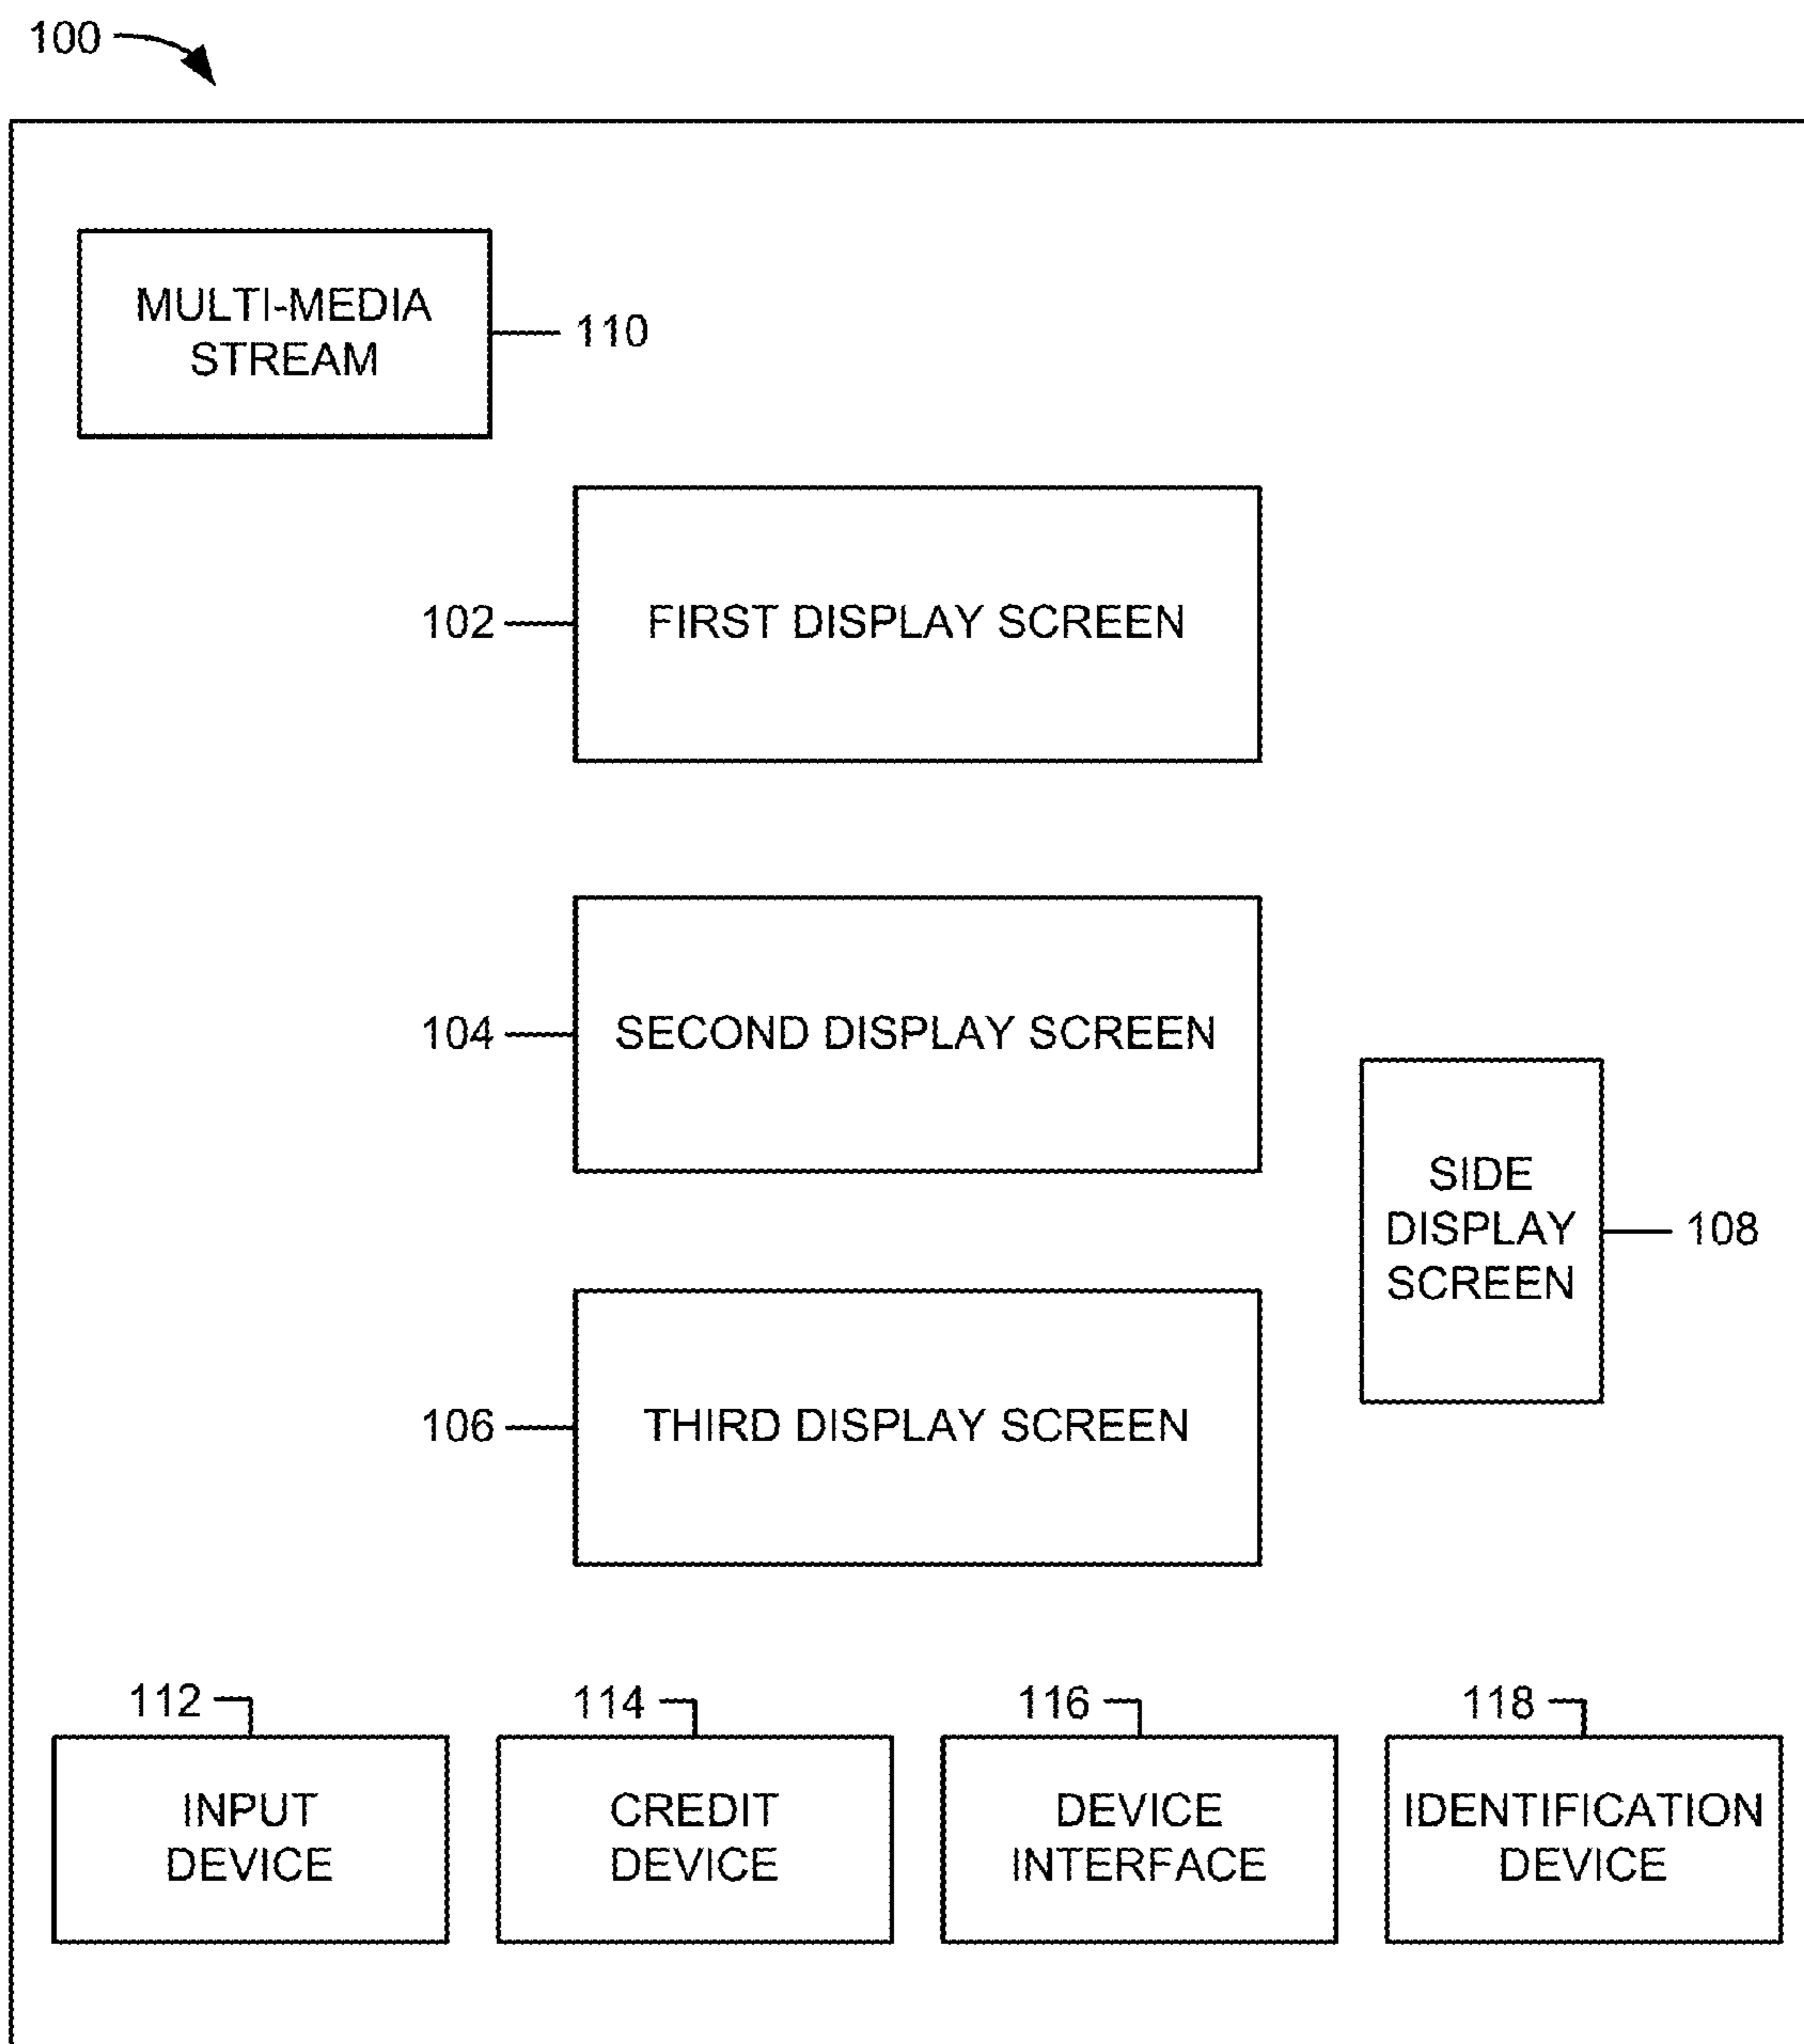 100
MULTI-MEDIA
STREAM
110
102
FIRST DISPLAY SCREEN
104
SECOND DISPLAY SCREEN
SIDE
DISPLAY
SCREEN
108
106
THIRD DISPLAY SCREEN
112
INPUT
DEVICE
114
CREDIT
DEVICE
116
DEVICE
INTERFACE
118
IDENTIFICATION
DEVICE